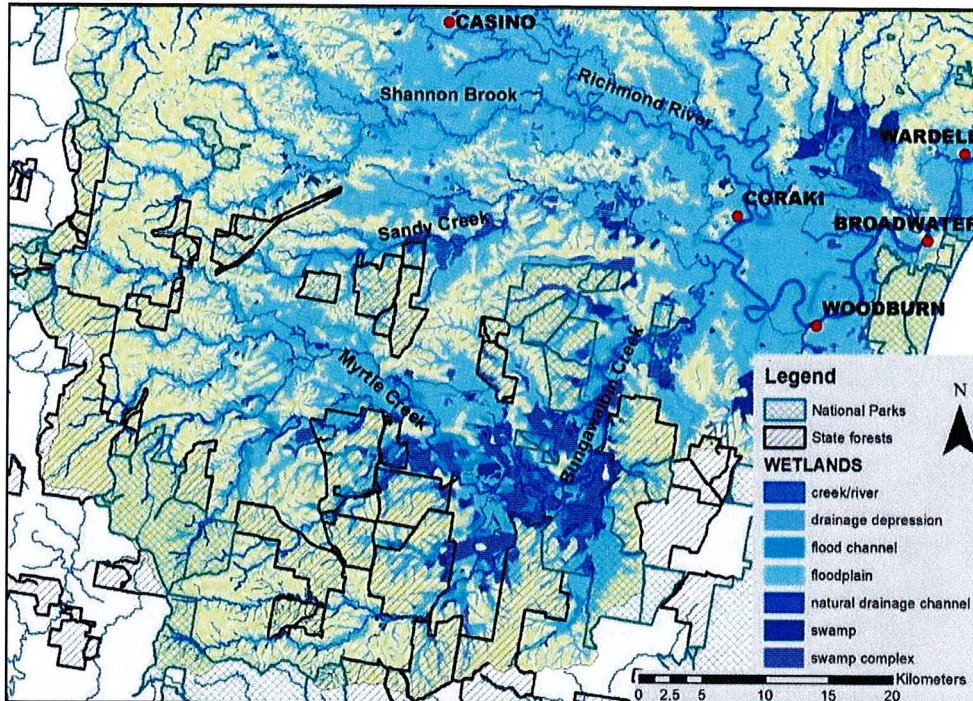 CASINO
Shannon Brook
Richmond River
WARDELL
CORAKI
Sandy Creek
BROADWATER
WOODBURN
Myrtle Creek
Bungawalbin Creek
Legend
National Parks
State forests
WETLANDS
creek/river
drainage depression
flood channel
floodplain
natural drainage channel
swamp
swamp complex
N
Kilometers
0 2.5 5 10 15 20